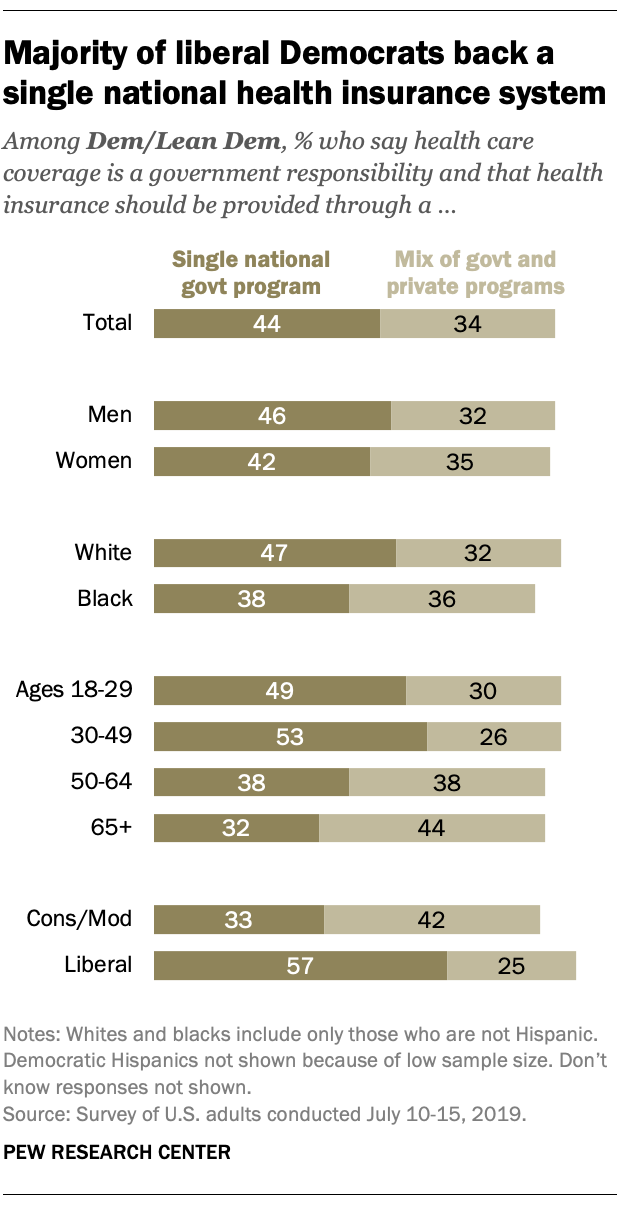 Majority of liberal Democrats back a
single national health insurance system
Among Dem/Lean Dem, % who say health care
coverage is a government responsibility and that health
insurance should be provided through a ...
Single national
govt program
Mix of govt and
private programs
Total 44 34
Men 46 32
Women 42 35
White 47 32
Black 38 36
Ages 18-29 49 30
30-49 53 26
50-64 38 38
65+ 32 44
Cons/Mod 33 42
Liberal 57 25
Notes: Whites and blacks include only those who are not Hispanic.
Democratic Hispanics not shown because of low sample size. Don’t
know responses not shown.
Source: Survey of U.S. adults conducted July 10-15, 2019.
PEW RESEARCH CENTER